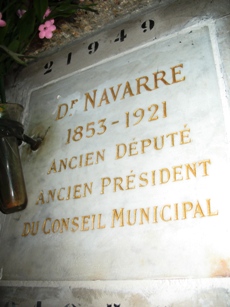 21949
DR NAVARRE
1853-1921
ANCIEN DÉPUTÉ
ANCIEN PRÉSIDENT
DU CONSEIL MUNICIPAL